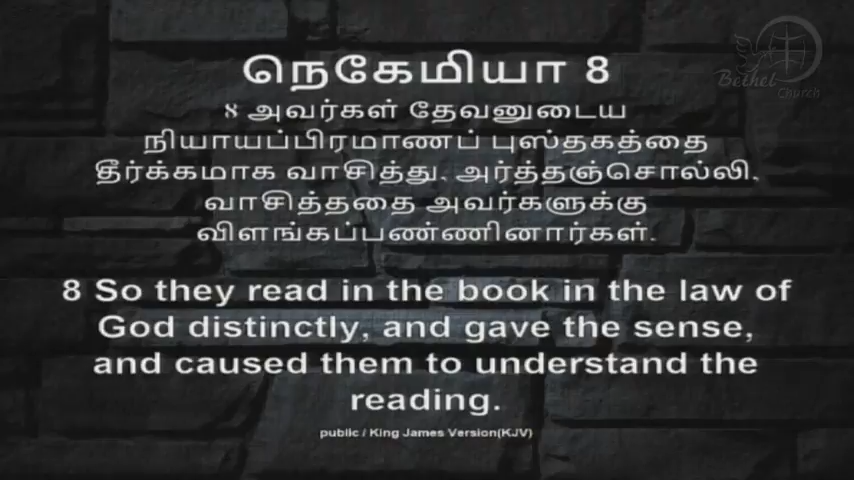 Bethel
Church
நெகேமியா 8
8 அவர்கள் தேவனுடைய
நியாயப்பிரமாணப் புஸ்தகத்தை
தீர்க்கமாக வாசித்து, அர்த்தஞ்சொல்லி,
வாசித்ததை அவர்களுக்கு
விளங்கப்பண்ணினார்கள்.
8 So they read in the book in the law of
God distinctly, and gave the sense,
and caused them to understand the
reading.
public / King James Version(KJV)